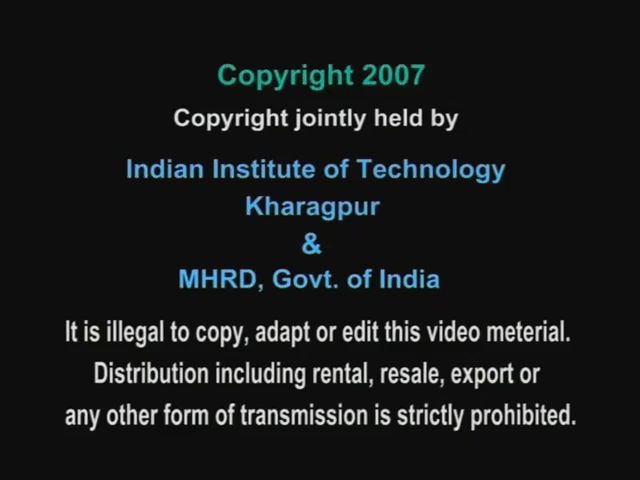 Copyright 2007
Copyright jointly held by
Indian Institute of Technology
Kharagpur
&
MHRD, Govt. of India
It is illegal to copy, adapt or edit this video meterial.
Distribution including rental, resale, export or
any other form of transmission is strictly prohibited.